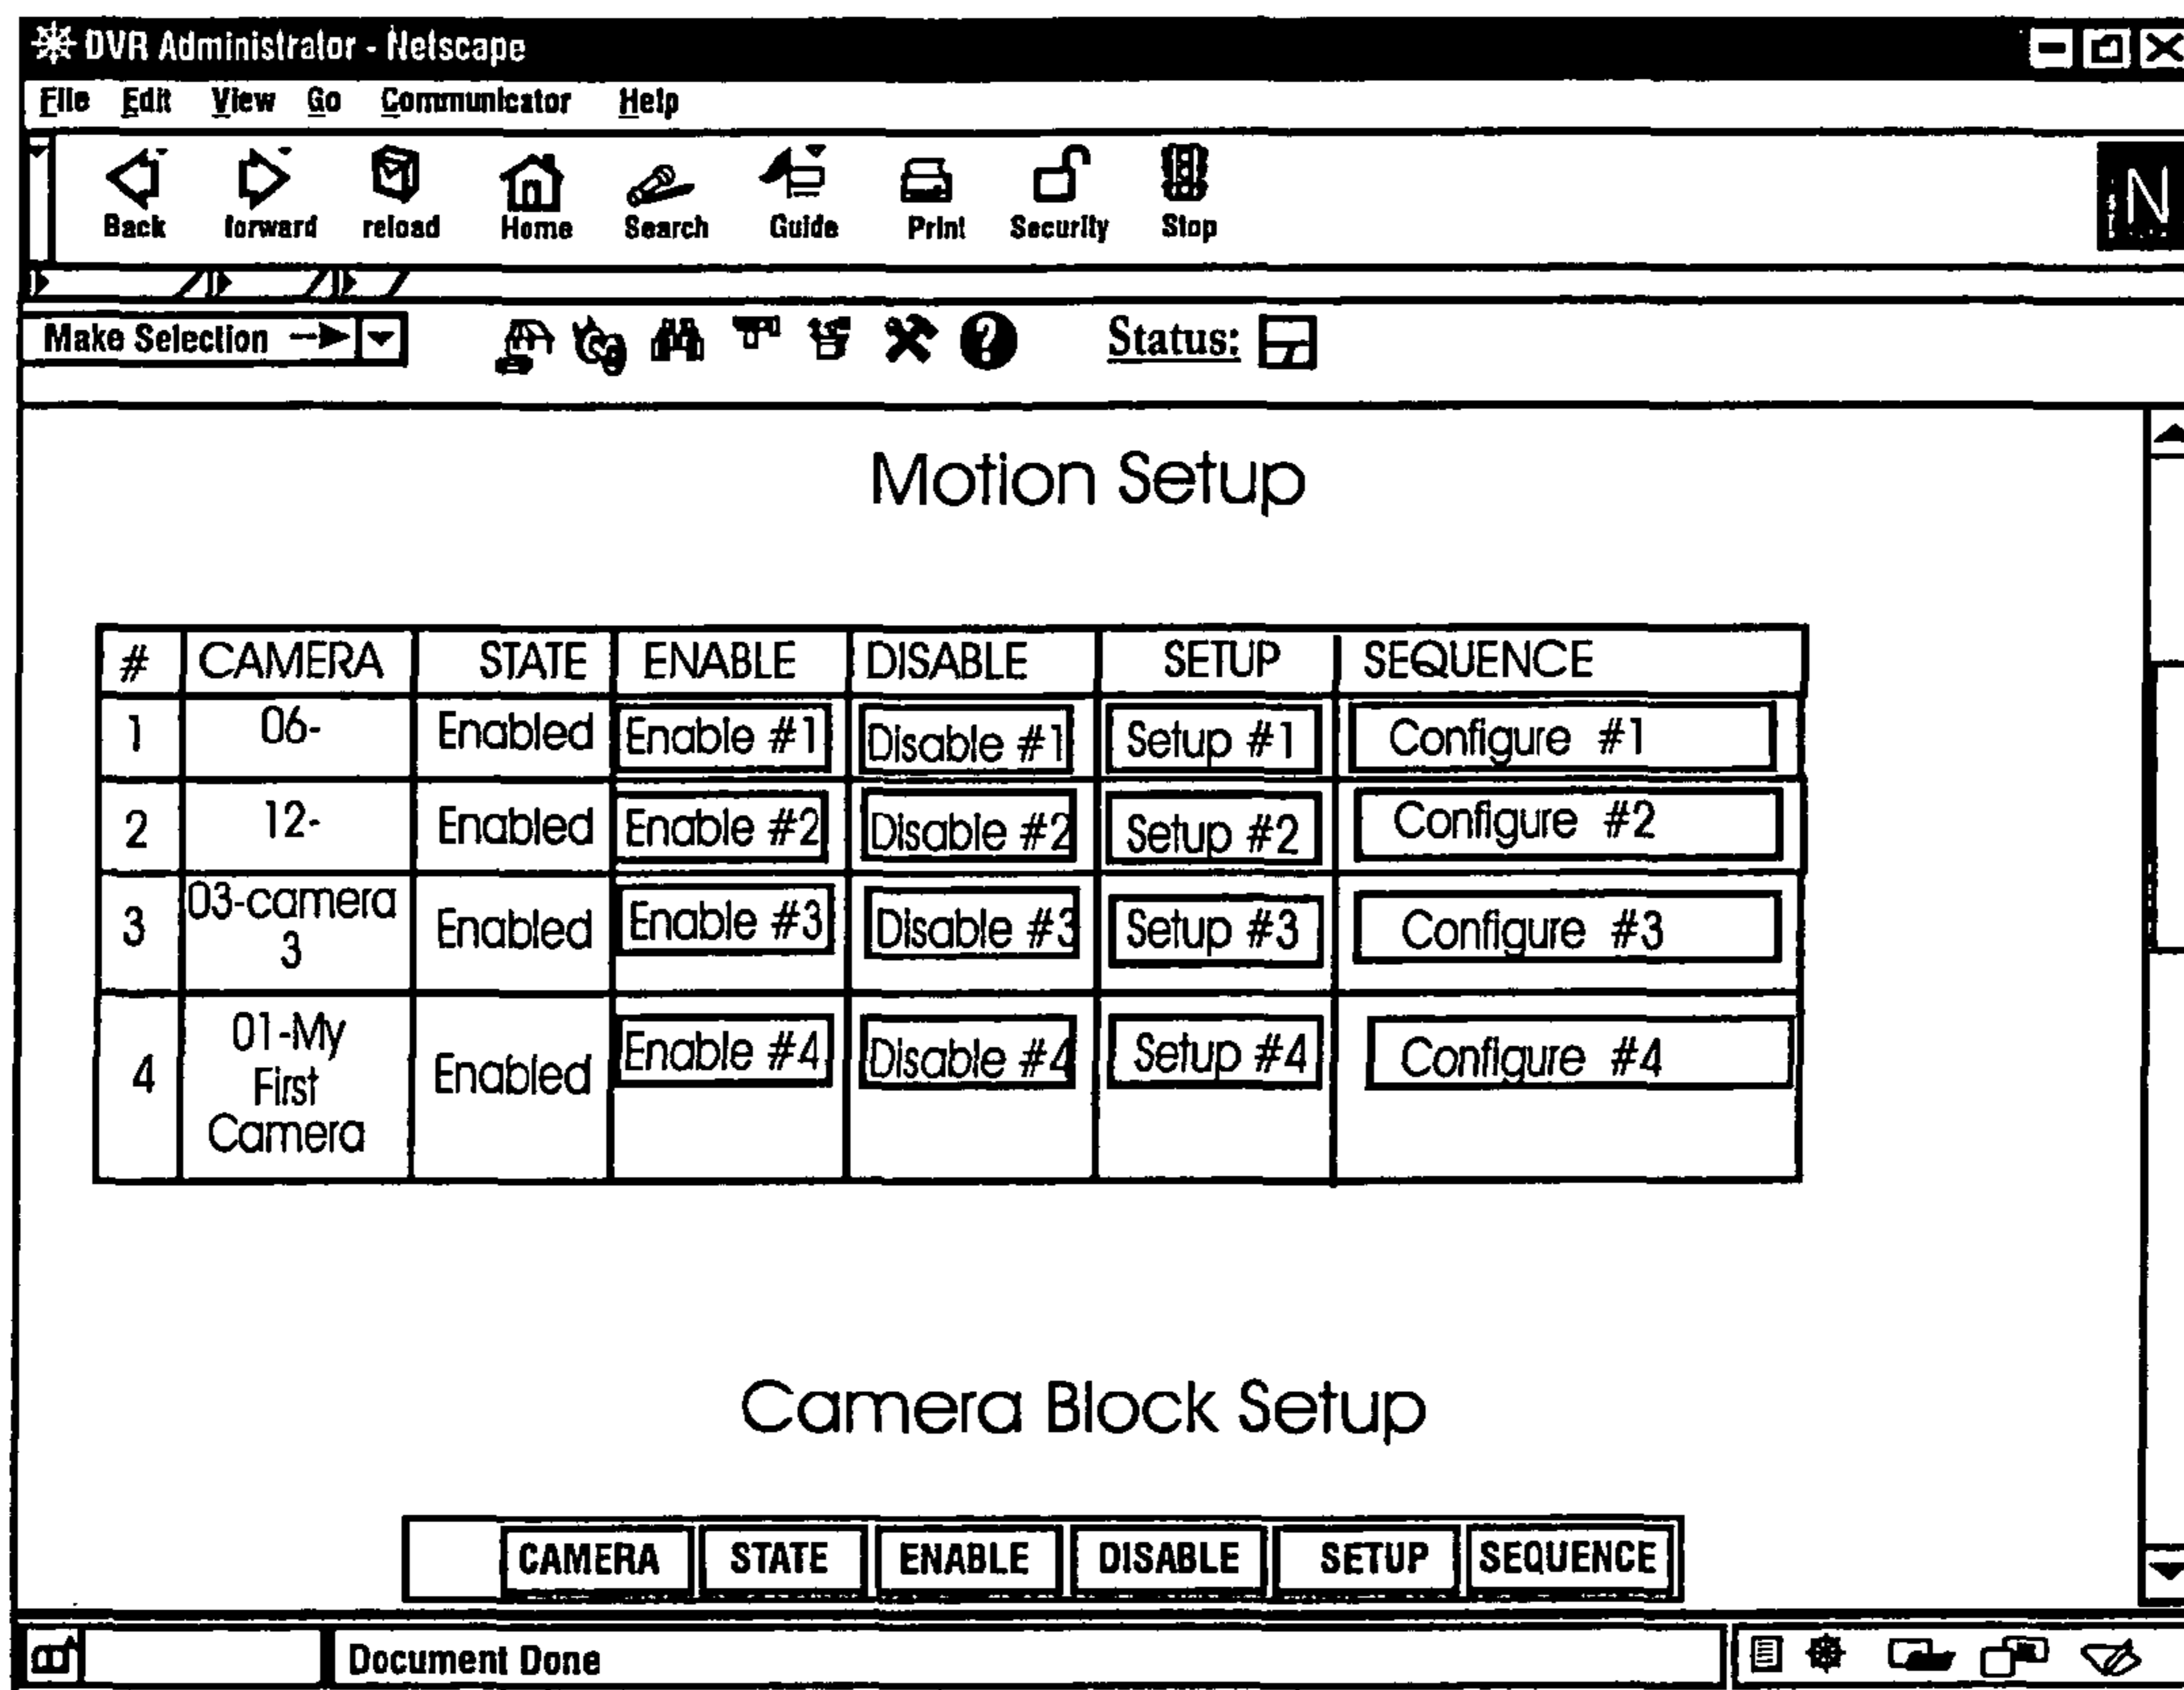 DVR Administrator - Netscape
File Edit View Go Communicator Help
Back forward reload Home Search Guide Print Security Stop
N
Make Selection ? Status:
Motion Setup
# CAMERA STATE ENABLE DISABLE SETUP SEQUENCE
1 06- Enabled Enable #1 Disable #1 Setup #1 Configure #1
2 12- Enabled Enable #2 Disable #2 Setup #2 Configure #2
3 03-camera 3 Enabled Enable #3 Disable #3 Setup #3 Configure #3
4 01-My First Camera Enabled Enable #4 Disable #4 Setup #4 Configure #4
Camera Block Setup
CAMERA STATE ENABLE DISABLE SETUP SEQUENCE
Document Done